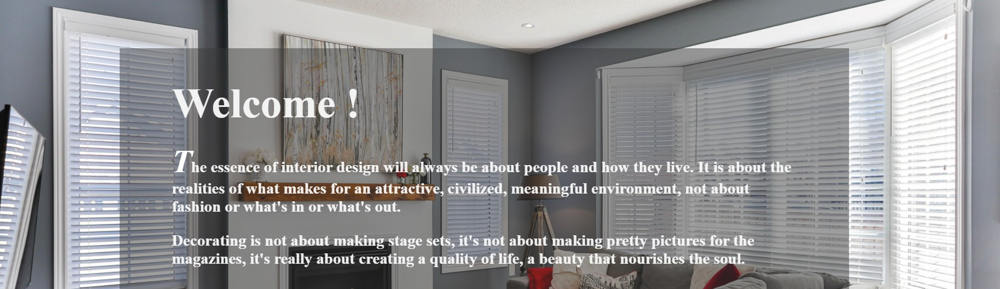 Welcome !
The essence of interior design will always be about people and how they live. It is about the
realities of what makes for an attractive, civilized, meaningful environment, not about
fashion or what's in or what's out.
Decorating is not about making stage sets, it's not about making pretty pictures for the
magazines, it's really about creating a quality of life, a beauty that nourishes the soul.